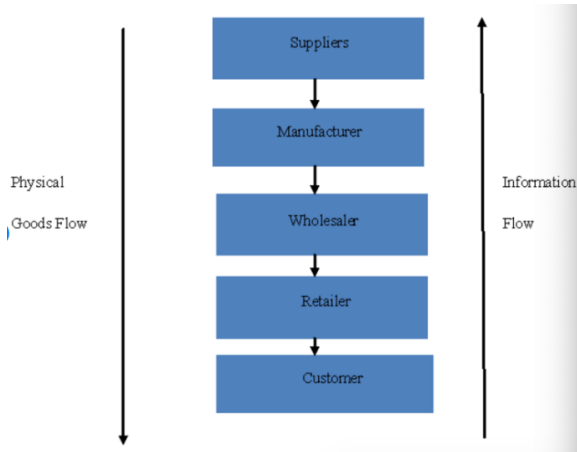 Suppliers
Manufacturer
Physical
Goods Flow
Information
Flow
Wholesaler
Retailer
Customer